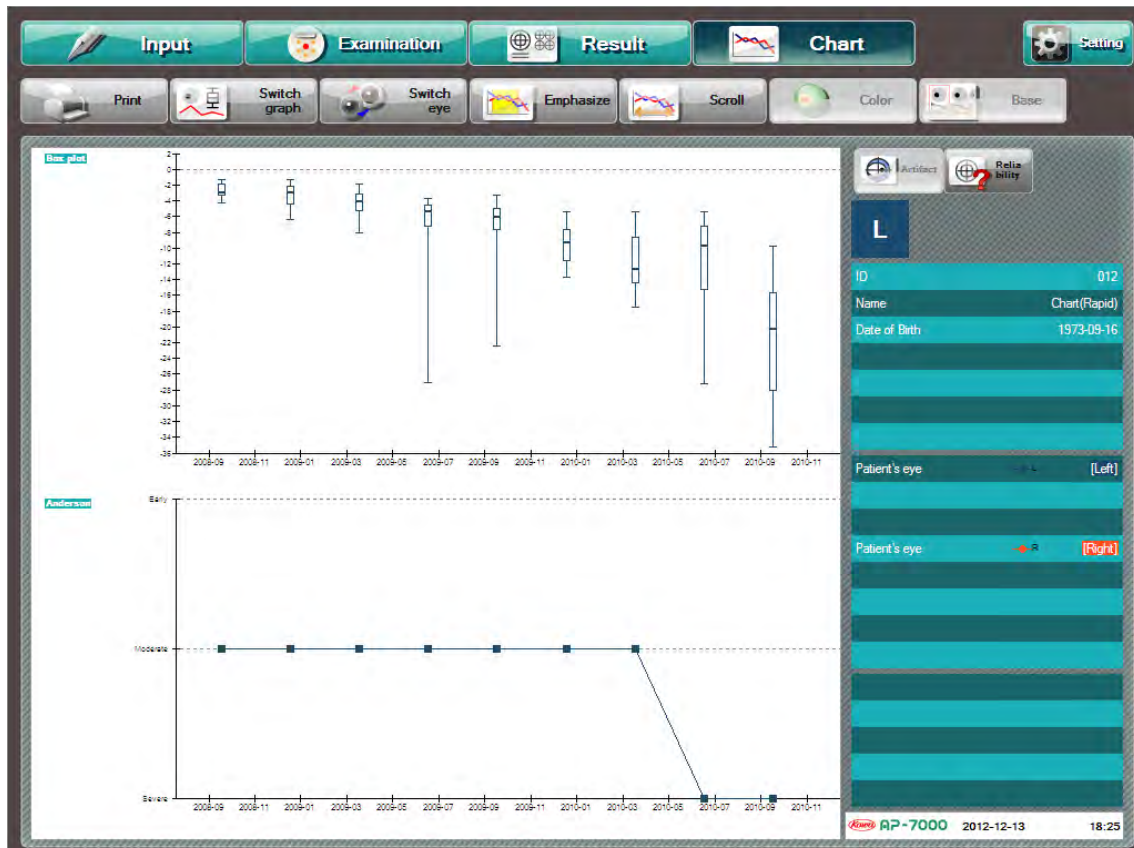 Input Examination Result Chart Setting
Print Switch graph Switch eye Emphasize Scroll Color Base
Box plot
2
0
-2
-4
-6
-8
-10
-12
-14
-16
-18
-20
-22
-24
-26
-28
-30
-32
-34
-36
2008-09 2008-11 2009-01 2009-03 2009-05 2009-07 2009-09 2009-11 2010-01 2010-03 2010-05 2010-07 2010-09 2010-11
Anderson
Early
Moderate
Severe
2008-09 2008-11 2009-01 2009-03 2009-05 2009-07 2009-09 2009-11 2010-01 2010-03 2010-05 2010-07 2010-09 2010-11
Artifact Relia
bility
L
ID 012
Name Chart(Rapid)
Date of Birth 1973-09-16
Patient's eye L [Left]
Patient's eye R [Right]
Kowa AP-7000 2012-12-13 18:25